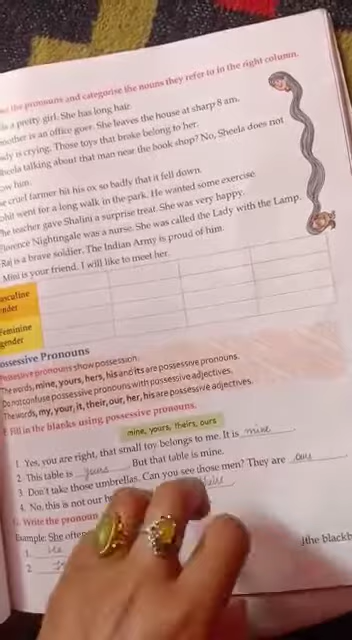 the pronouns and categorise the nouns they refer to in the right column.
is a pretty girl. She has long hair.
mother is an office goer. She leaves the house at sharp 8 am.
is crying. Those toys that broke belong to her.
Sheela talking about that man near the book shop? No, Sheela does not
him.
cruel farmer hit his ox so badly that it fell down.
went for a long walk in the park. He wanted some exercise.
The teacher gave Shalini a surprise treat. She was very happy.
Florence Nightingale was a nurse. She was called the Lady with the Lamp.
Raj is a brave soldier. The Indian Army is proud of him.
Mini is your friend. I will like to meet her.
Masculine
gender
Feminine
gender
Possessive Pronouns
Possessive pronouns show possession.
The words, mine, yours, hers, his and its are possessive pronouns.
Do not confuse possessive pronouns with possessive adjectives.
The words, my, your, it, their, our, her, his are possessive adjectives.
F. Fill in the blanks using possessive pronouns.
mine, yours, theirs, ours
1. Yes, you are right, that small toy belongs to me. It is mine.
2. This table is yours. But that table is mine.
3. Don't take those umbrellas. Can you see those men? They are
4. No, this is not our
G. Write the pronoun
Example: She often
1. He
2.
the blackb